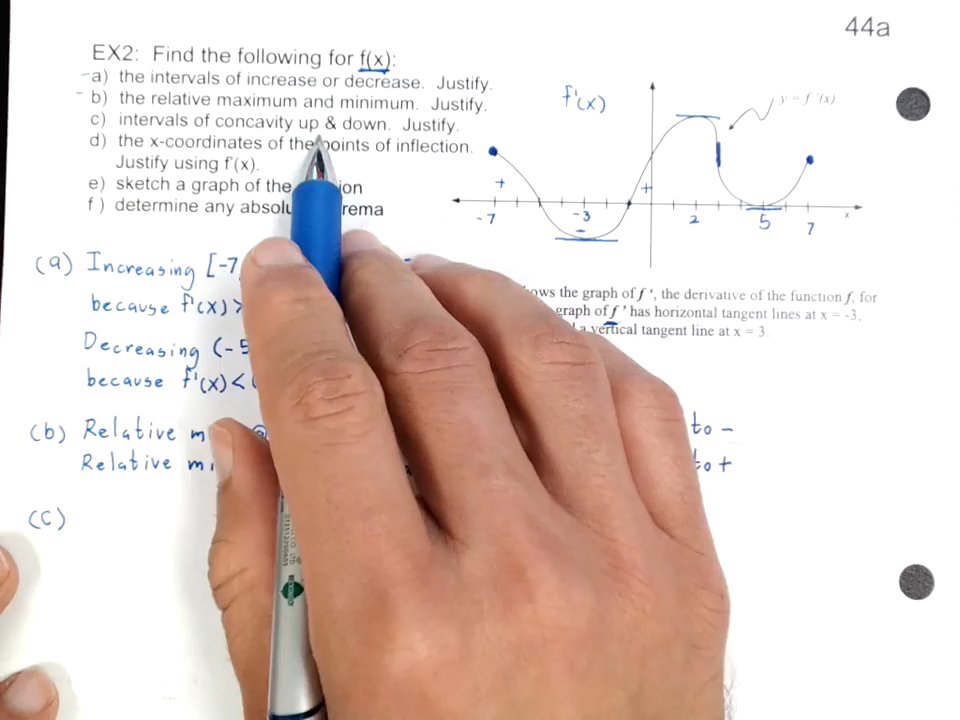 44a
EX2: Find the following for f(x):
a) the intervals of increase or decrease. Justify.
b) the relative maximum and minimum. Justify.
c) intervals of concavity up & down. Justify.
d) the x-coordinates of the points of inflection.
Justify using f'(x).
e) sketch a graph of the ion
f) determine any absolu rema
f'(x)
y = f '(x)
+ - +
-7 -3 2 5 7 x
ows the graph of f ', the derivative of the function f, for
graph of f ' has horizontal tangent lines at x = -3,
a vertical tangent line at x = 3.
(a) Increasing [-7
because f'(x) >
Decreasing (-5
because f'(x) <
(b) Relative m to -
Relative mi to +
(c)